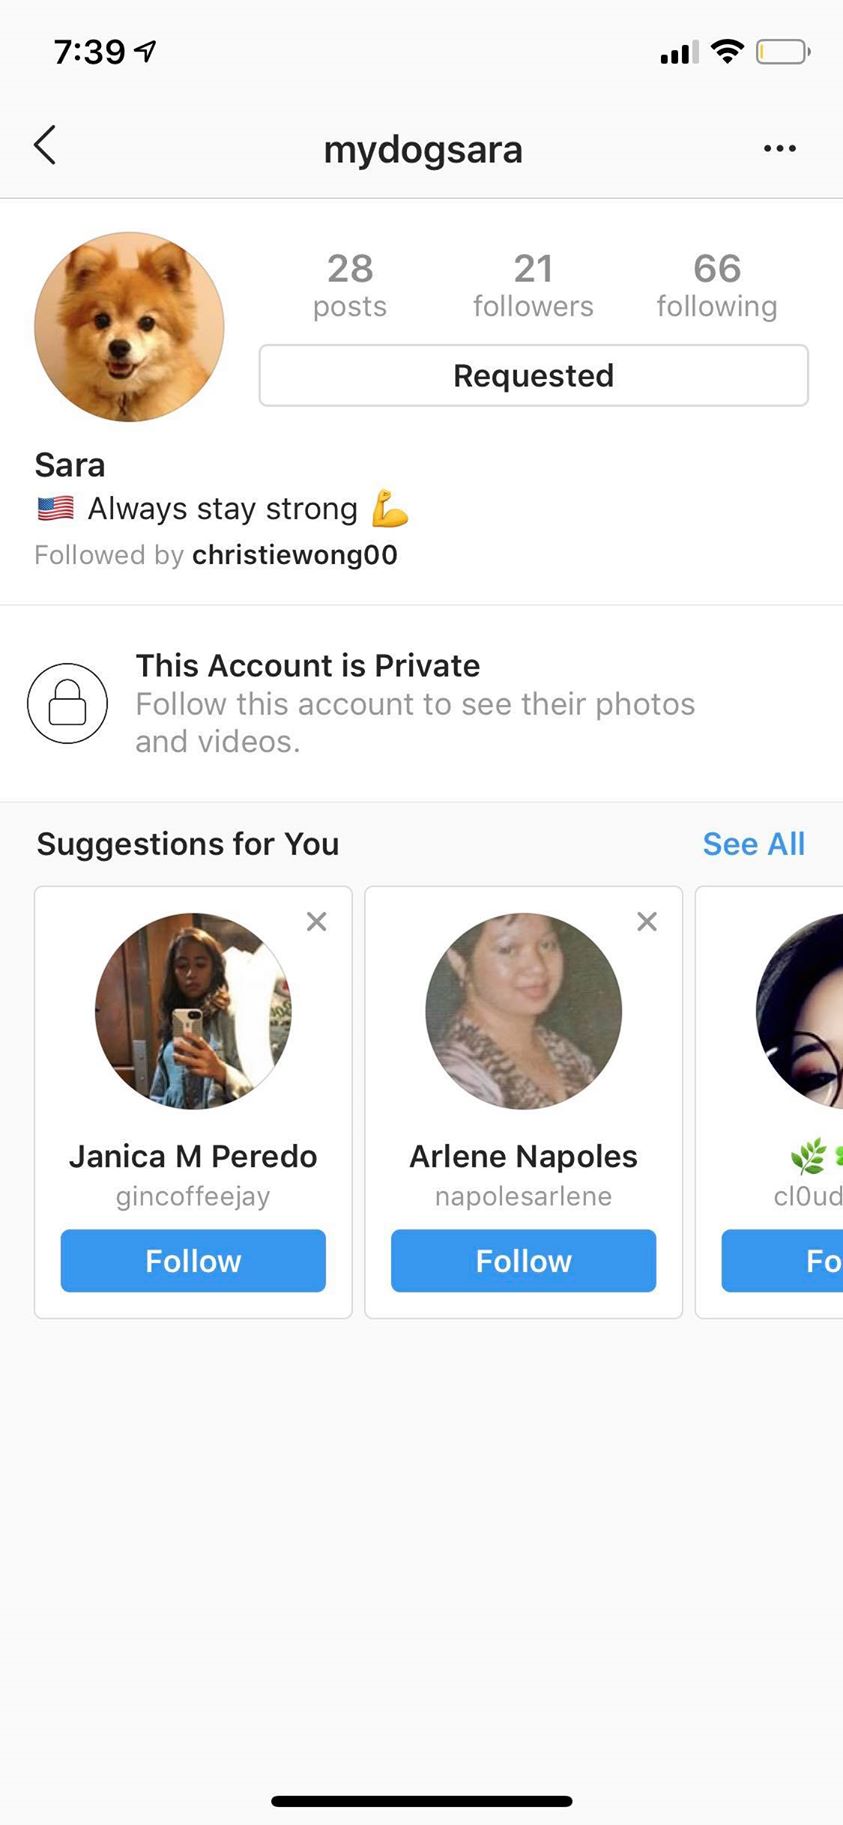 7:39
mydogsara
28 21 66
posts followers following
Requested
Sara
🇺🇸 Always stay strong 💪
Followed by christiewong00
This Account is Private
Follow this account to see their photos
and videos.
Suggestions for You See All
Janica M Peredo Arlene Napoles 🌿
gincoffeejay napolesarlene cl0ud
Follow Follow Fo